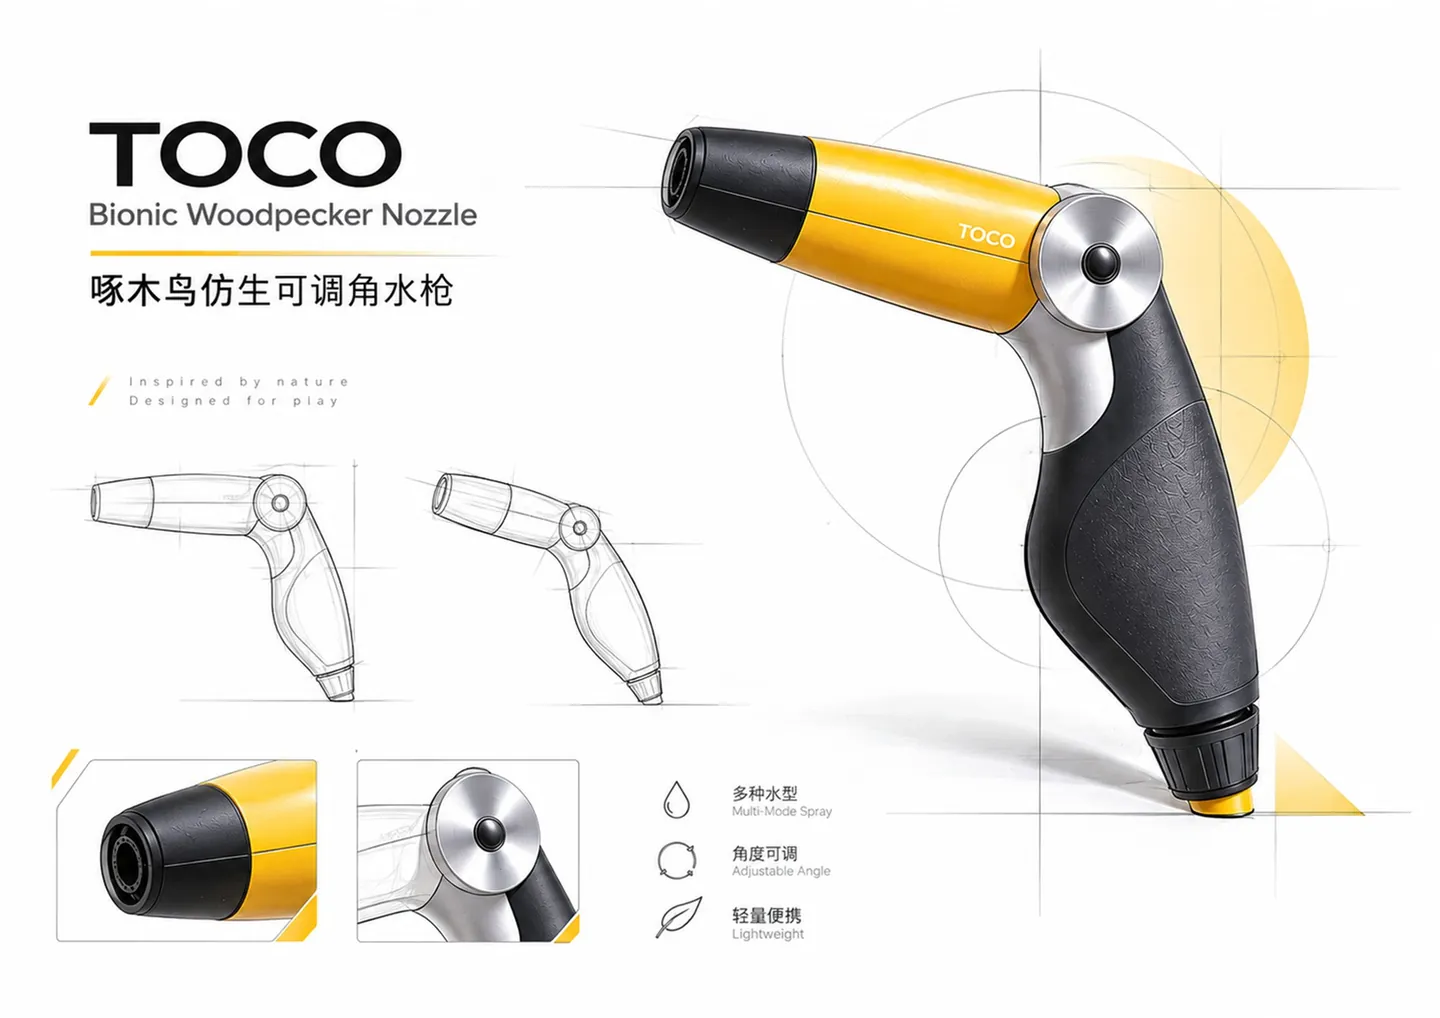 TOCO
Bionic Woodpecker Nozzle
啄木鸟仿生可调角水枪
Inspired by nature
Designed for play
TOCO
多种水型
Multi-Mode Spray
角度可调
Adjustable Angle
轻量便携
Lightweight